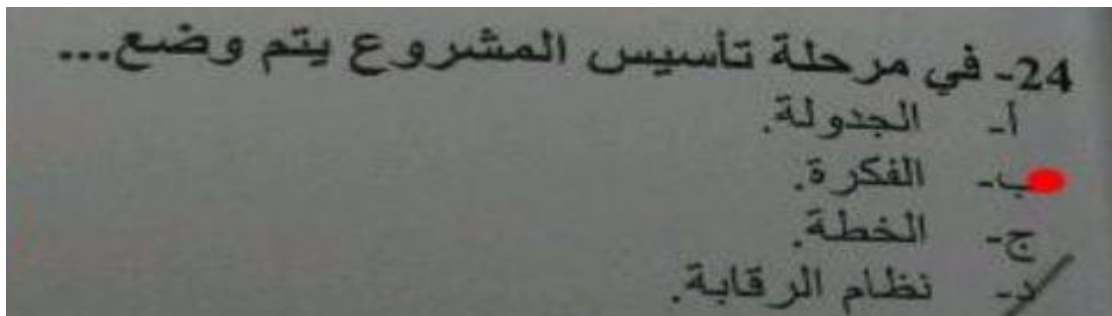 24- في مرحلة تأسيس المشروع يتم وضع...
أ- الجدولة.
ب- الفكرة.
ج- الخطة.
د- نظام الرقابة.